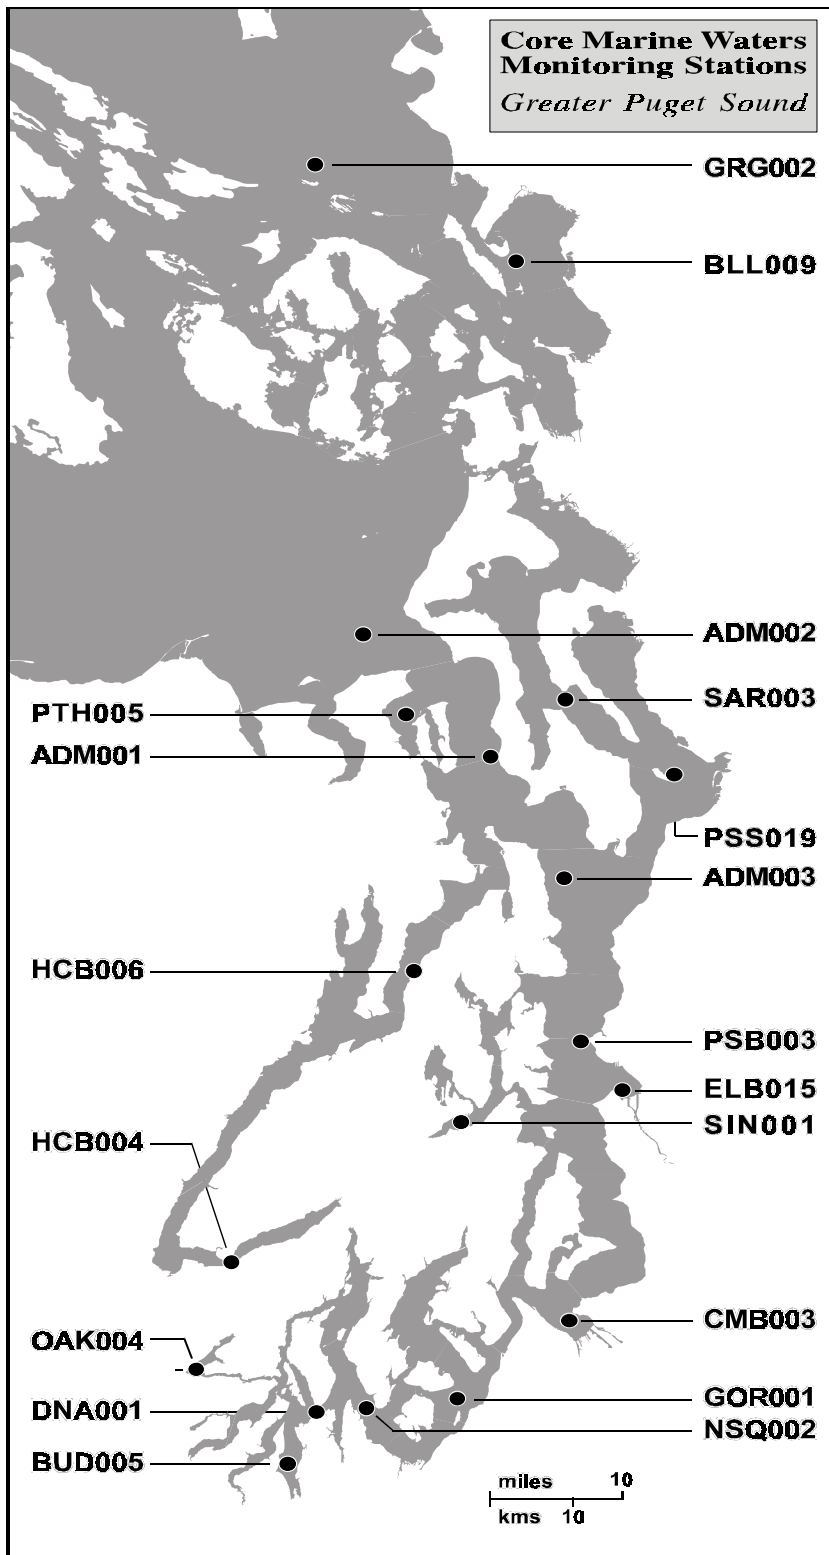 Core Marine Waters
Monitoring Stations
Greater Puget Sound
GRG002
BLL009
ADM002
SAR003
PTH005
ADM001
PSS019
ADM003
HCB006
PSB003
ELB015
SIN001
HCB004
CMB003
OAK004
GOR001
DNA001
NSQ002
BUD005
miles 10
kms 10